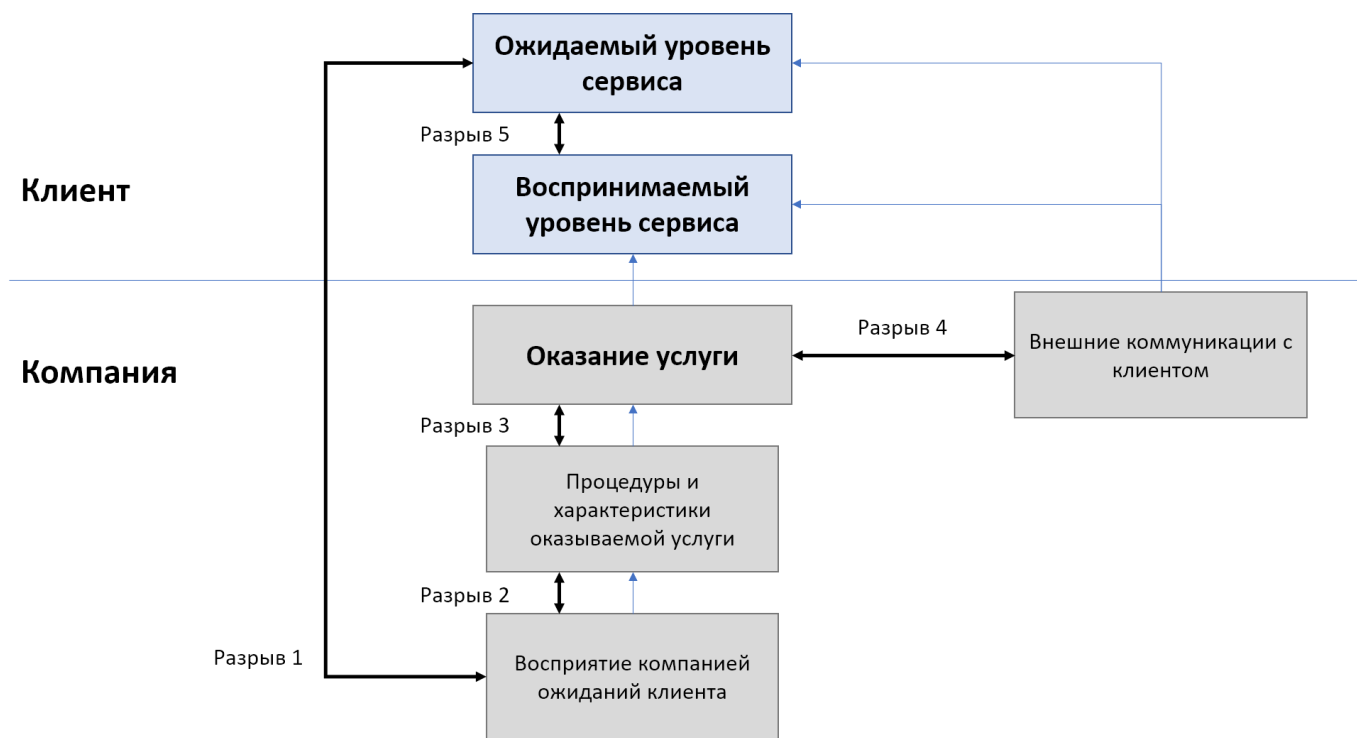 Ожидаемый уровень
сервиса
Разрыв 5
Клиент
Воспринимаемый
уровень сервиса
Компания
Оказание услуги
Разрыв 4
Внешние коммуникации с
клиентом
Разрыв 3
Процедуры и
характеристики
оказываемой услуги
Разрыв 2
Разрыв 1
Восприятие компанией
ожиданий клиента